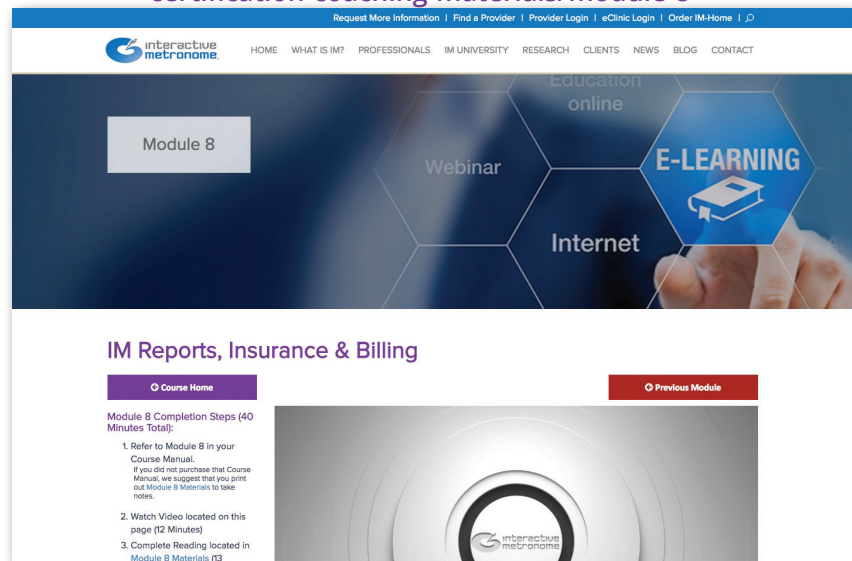 Request More Information | Find a Provider | Provider Login | eClinic Login | Order IM-Home |
interactive
metronome.
HOME WHAT IS IM? PROFESSIONALS IM UNIVERSITY RESEARCH CLIENTS NEWS BLOG CONTACT
Education
online
Module 8
Webinar
E-LEARNING
Internet
IM Reports, Insurance & Billing
Course Home
Previous Module
Module 8 Completion Steps (40
Minutes Total):
1. Refer to Module 8 in your
Course Manual.
If you did not purchase that Course
Manual, we suggest that you print
out Module 8 Materials to take
notes.
2. Watch Video located on this
page (12 Minutes)
3. Complete Reading located in
Module 8 Materials (13
interactive
metronome